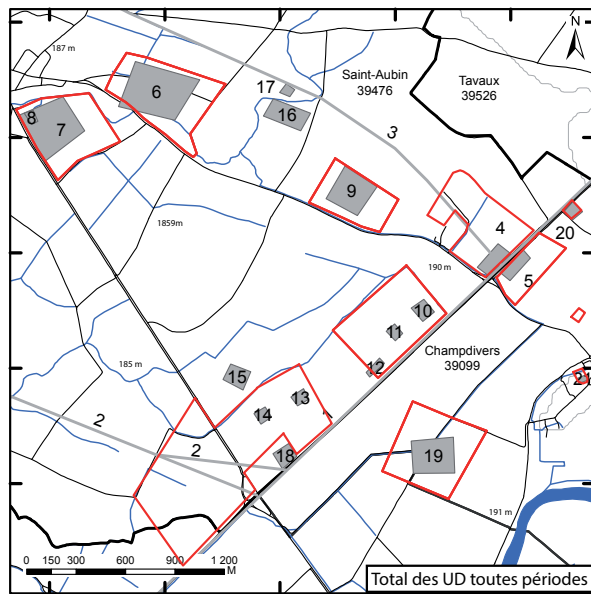 N
187 m
Saint-Aubin
39476
Tavaux
39526
17
6
16
3
8
7
9
1859m
4
20
5
190 m
10
11
Champdivers
39099
12
185 m
15
13
14
1
21
2
2
18
19
191 m
0 150 300 600 900 1 200
M
Total des UD toutes périodes